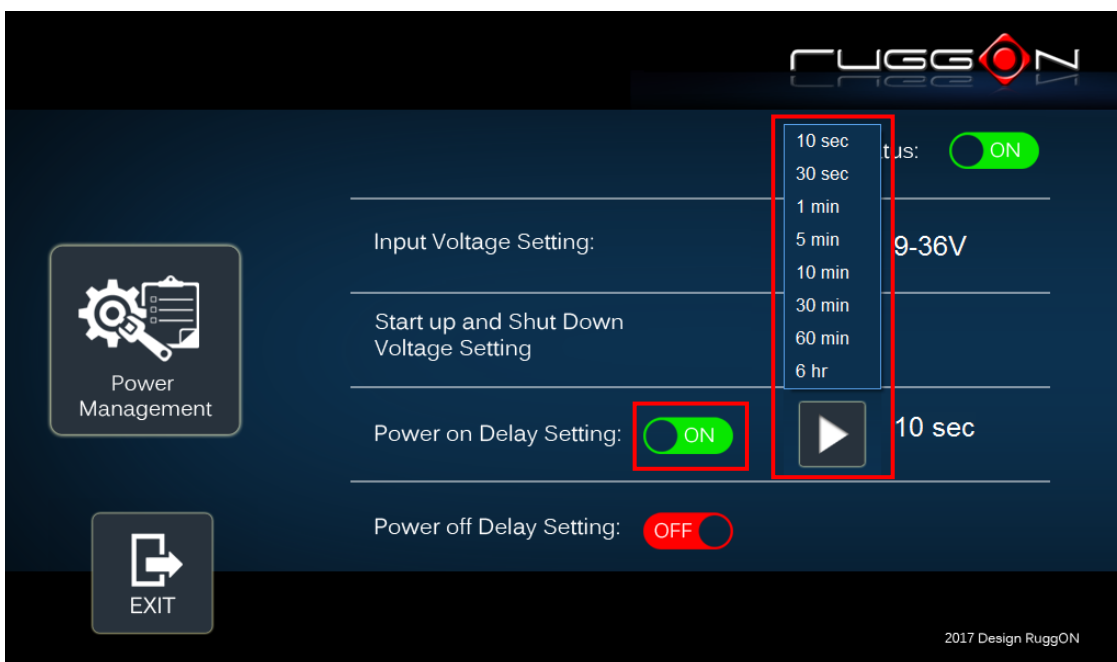 RUGGON
10 sec
30 sec
1 min
5 min
10 min
30 min
60 min
6 hr
tus:
ON
Input Voltage Setting:
9-36V
Start up and Shut Down
Voltage Setting
Power
Management
Power on Delay Setting:
ON
10 sec
Power off Delay Setting:
OFF
EXIT
2017 Design RuggON